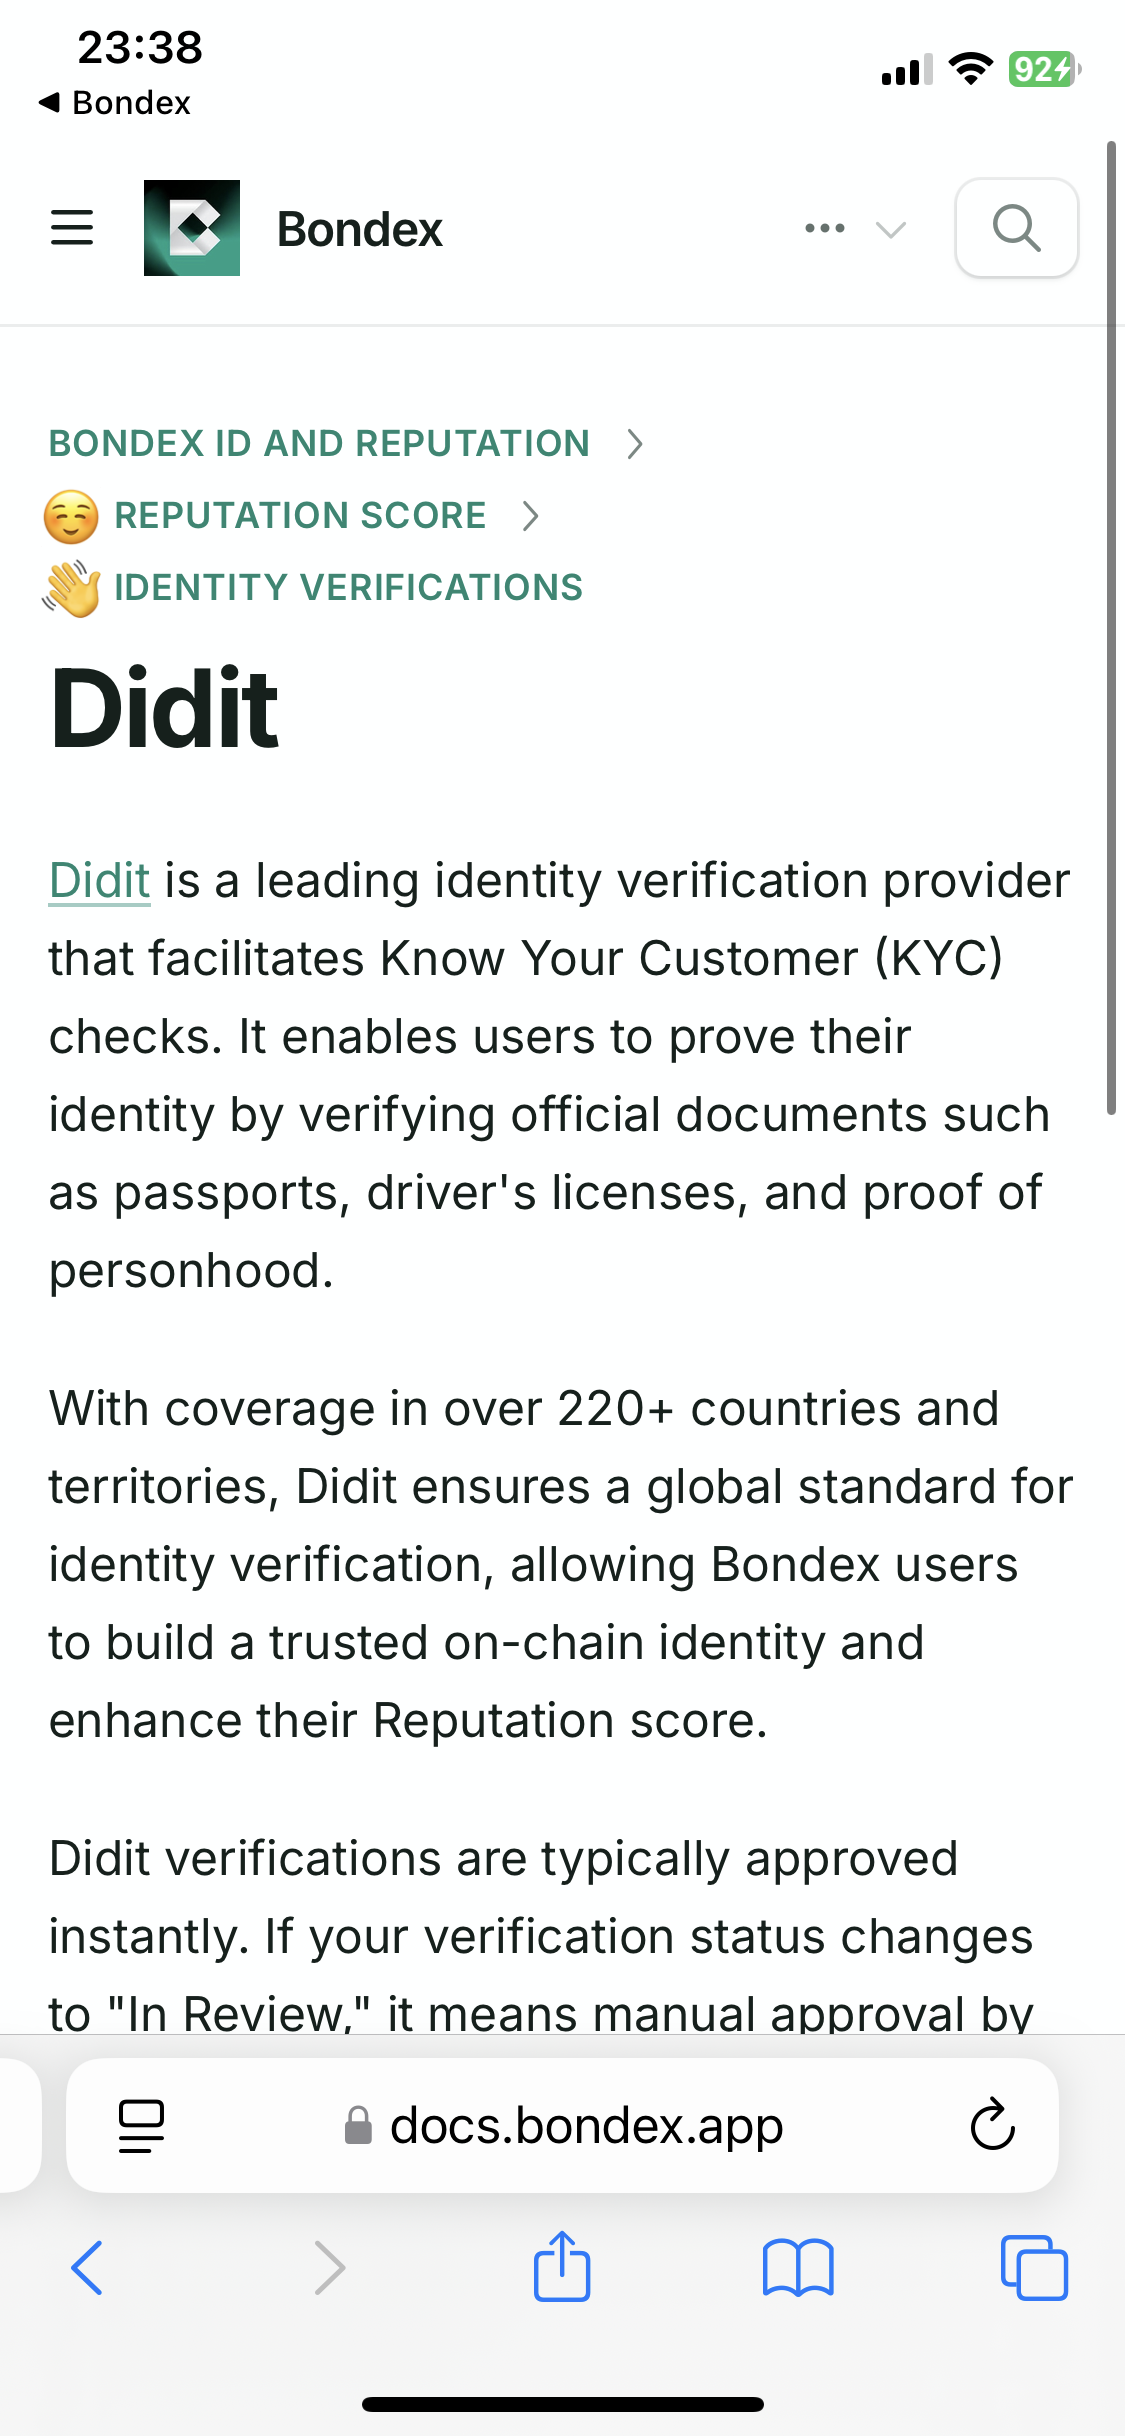 23:38
Bondex
92
Bondex
BONDEX ID AND REPUTATION
REPUTATION SCORE
IDENTITY VERIFICATIONS
Didit
Didit is a leading identity verification provider
that facilitates Know Your Customer (KYC)
checks. It enables users to prove their
identity by verifying official documents such
as passports, driver's licenses, and proof of
personhood.
With coverage in over 220+ countries and
territories, Didit ensures a global standard for
identity verification, allowing Bondex users
to build a trusted on-chain identity and
enhance their Reputation score.
Didit verifications are typically approved
instantly. If your verification status changes
to "In Review," it means manual approval by
docs.bondex.app